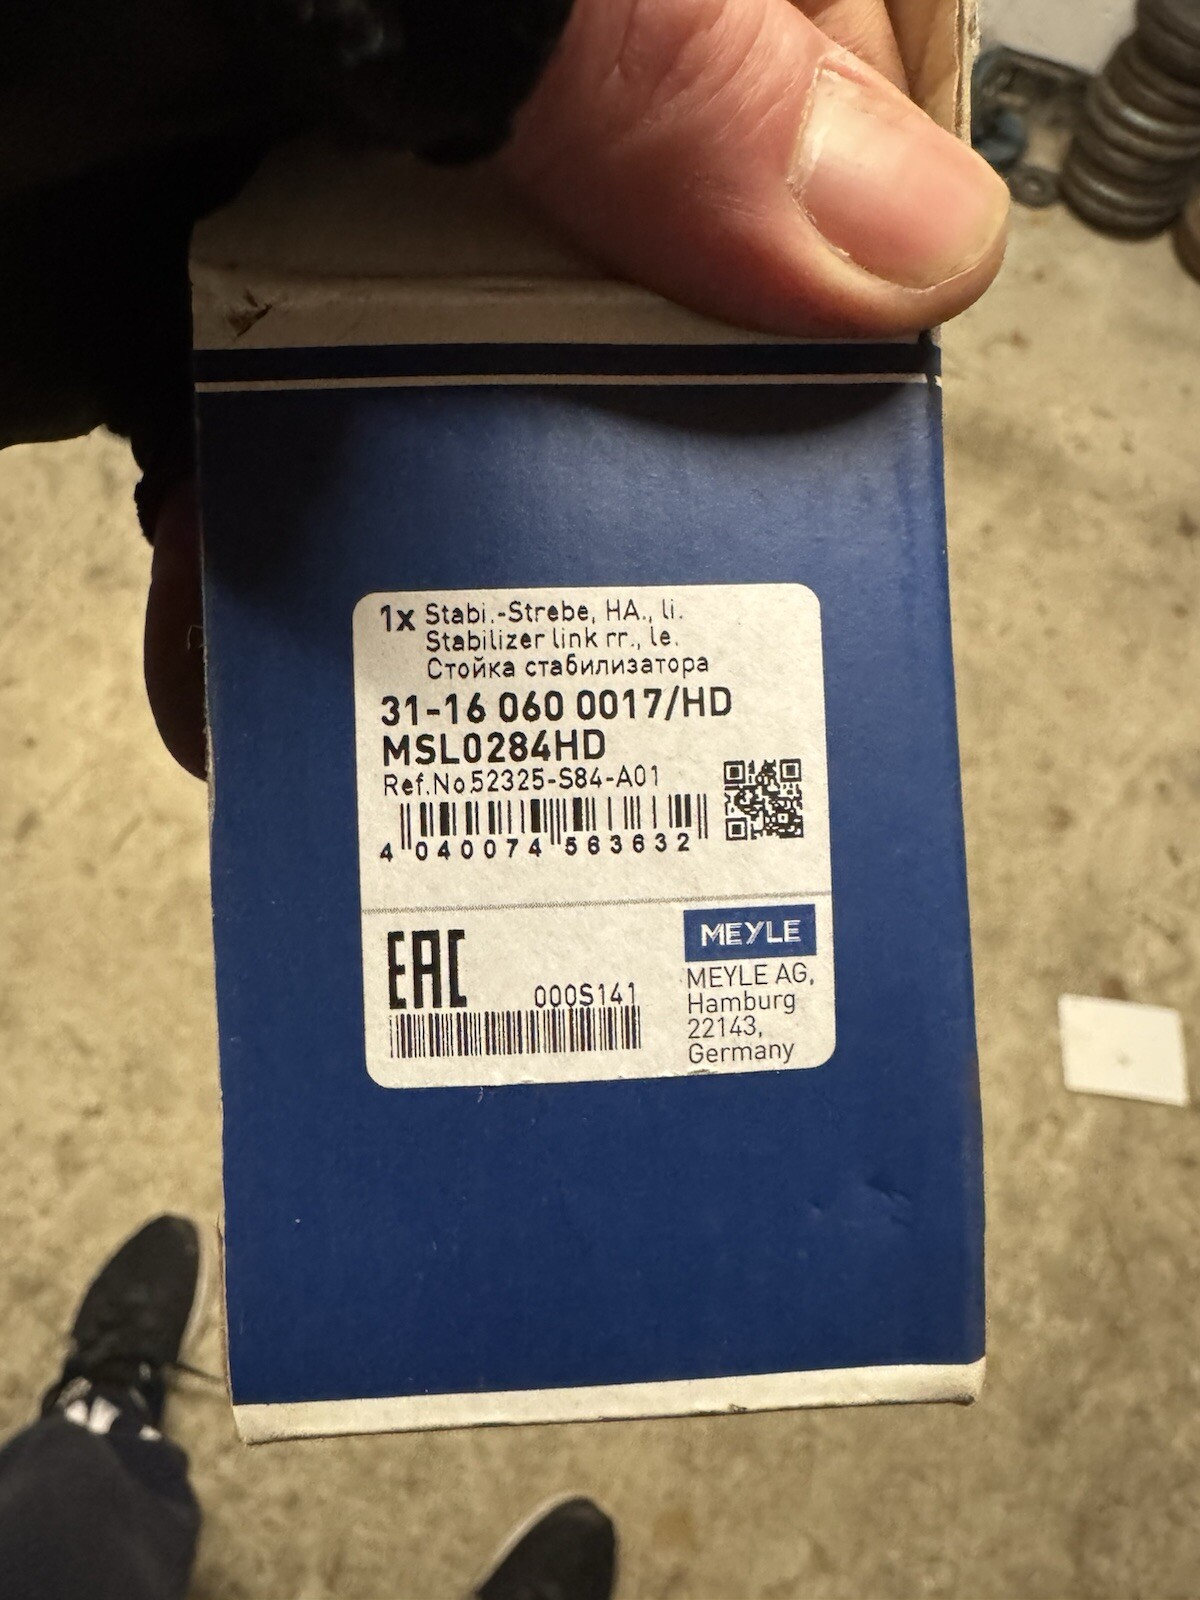 1x Stabi.-Strebe, HA., li.
Stabilizer link rr., le.
Стойка стабилизатора
31-16 060 0017/HD
MSL0284HD
Ref.No.52325-S84-A01
4 040074 563632
EAC
000S141
MEYLE
MEYLE AG,
Hamburg
22143,
Germany